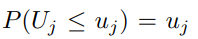 P(U_j ≤ u_j) = u_j